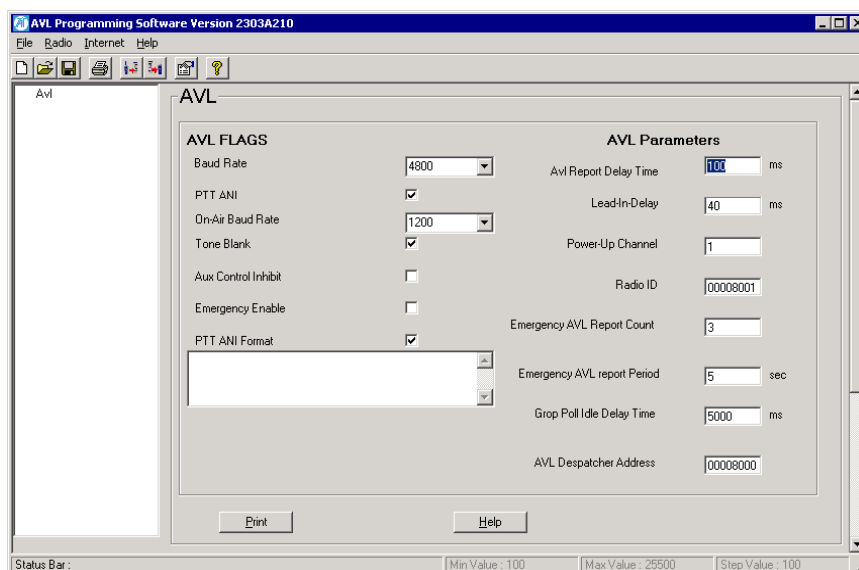 AVL Programming Software Version 2303A210
File Radio Internet Help
Avl
AVL
AVL FLAGS
Baud Rate 4800
PTT ANI
On-Air Baud Rate 1200
Tone Blank
Aux Control Inhibit
Emergency Enable
PTT ANI Format
AVL Parameters
Avl Report Delay Time 100 ms
Lead-In-Delay 40 ms
Power-Up Channel 1
Radio ID 00008001
Emergency AVL Report Count 3
Emergency AVL report Period 5 sec
Grop Poll Idle Delay Time 5000 ms
AVL Despatcher Address 00008000
Print Help
Status Bar : Min Value : 100 Max Value : 25500 Step Value : 100